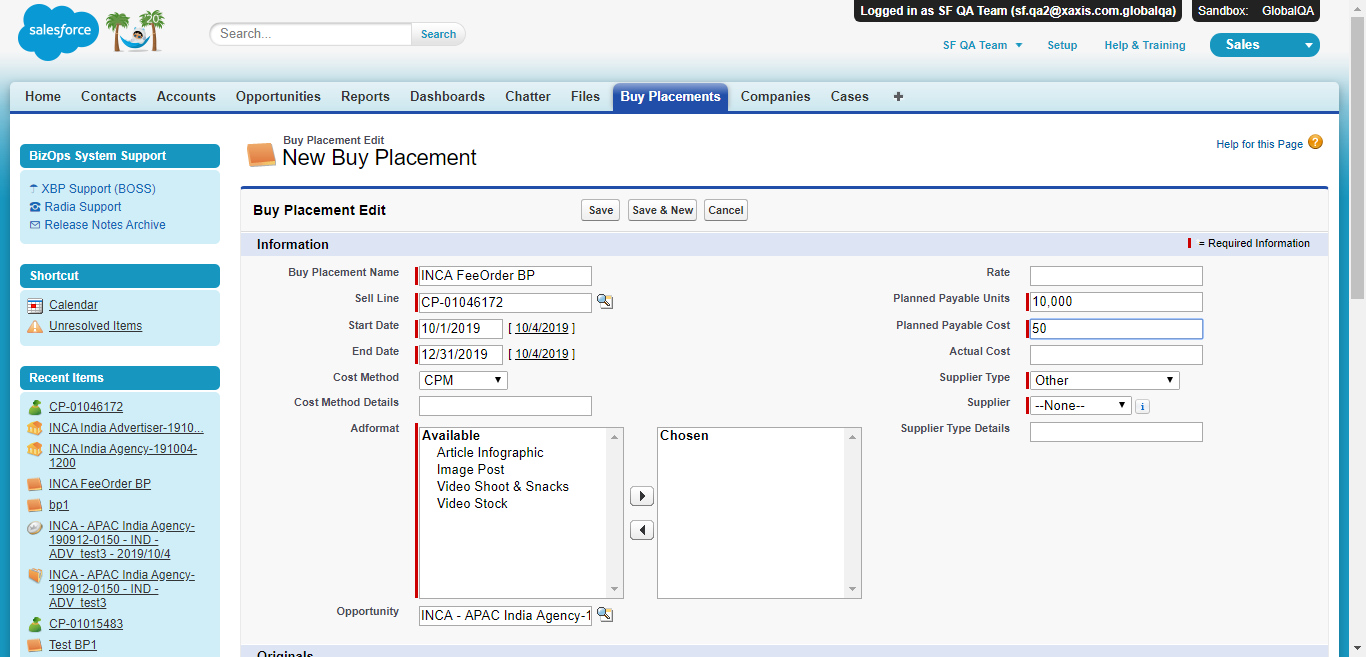 Logged in as SF QA Team (sf.qa2@xaxis.com.globalqa)
Sandbox: GlobalQA
salesforce
20
Search...
Search
SF QA Team
Setup
Help & Training
Sales
Home
Contacts
Accounts
Opportunities
Reports
Dashboards
Chatter
Files
Buy Placements
Companies
Cases
+
BizOps System Support
XBP Support (BOSS)
Radia Support
Release Notes Archive
Shortcut
Calendar
Unresolved Items
Recent Items
CP-01046172
INCA India Advertiser-1910...
INCA India Agency-191004-
1200
INCA FeeOrder BP
bp1
INCA - APAC India Agency-
190912-0150 - IND -
ADV_test3 - 2019/10/4
INCA - APAC India Agency-
190912-0150 - IND -
ADV_test3
CP-01015483
Test BP1
Buy Placement Edit
New Buy Placement
Help for this Page ?
Buy Placement Edit
Save
Save & New
Cancel
Information
= Required Information
Buy Placement Name INCA FeeOrder BP
Sell Line CP-01046172
Start Date 10/1/2019 [ 10/4/2019 ]
End Date 12/31/2019 [ 10/4/2019 ]
Cost Method CPM
Cost Method Details
Adformat
Available
Article Infographic
Image Post
Video Shoot & Snacks
Video Stock
Chosen
Opportunity INCA - APAC India Agency-1
Rate
Planned Payable Units 10,000
Planned Payable Cost 50
Actual Cost
Supplier Type Other
Supplier --None-- i
Supplier Type Details
Originals